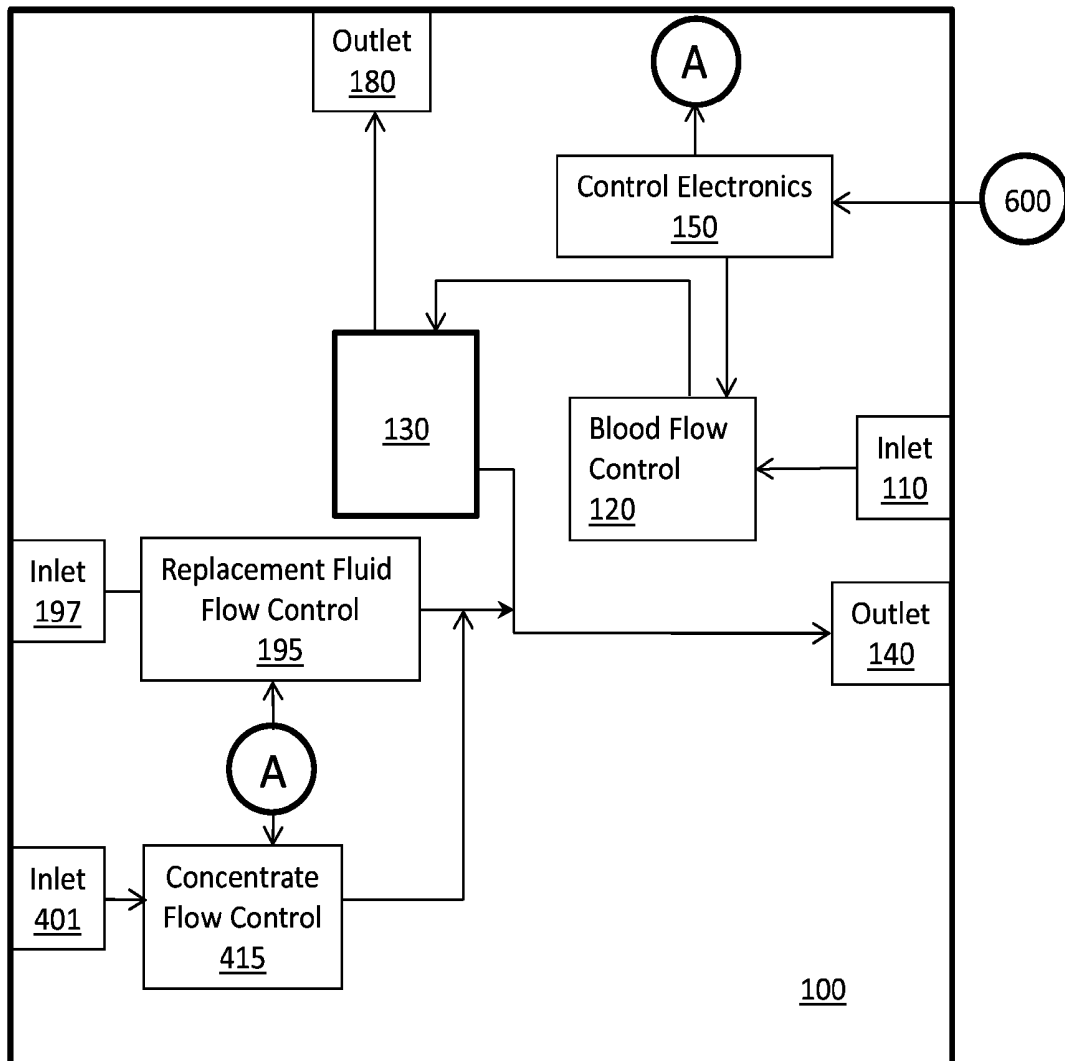 Outlet
180
A
Control Electronics
150
600
130
Blood Flow
Control
120
Inlet
110
Inlet
197
Replacement Fluid
Flow Control
195
Outlet
140
A
Inlet
401
Concentrate
Flow Control
415
100